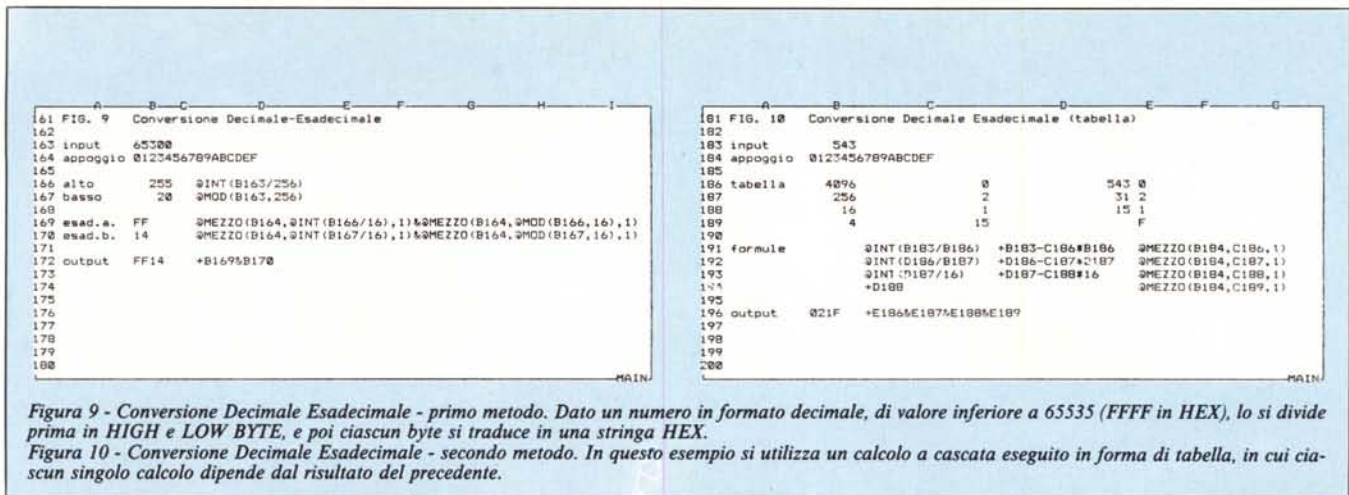 A B C D E F G H I
161 FIG. 9 Conversione Decimale-Esadecimale
162
163 input 65300
164 appoggio 0123456789ABCDEF
165
166 alto 255 @INT(B163/256)
167 basso 20 @MOD(B163,256)
168
169 esad.a. FF @MEZZO(B164,@INT(B166/16),1)&@MEZZO(B164,@MOD(B166,16),1)
170 esad.b. 14 @MEZZO(B164,@INT(B167/16),1)&@MEZZO(B164,@MOD(B167,16),1)
171
172 output FF14 +B169&B170
173
174
175
176
177
178
179
180
MAIN
A B C D E F G
181 FIG. 10 Conversione Decimale Esadecimale (tabella)
182
183 input 543
184 appoggio 0123456789ABCDEF
185
186 tabella 4096 0 543 0
187 256 2 31 2
188 16 1 15 1
189 4 15 F
190
191 formule @INT(B183/B186) +B183-C186*B186 @MEZZO(B184,C186,1)
192 @INT(D186/B187) +D186-C187*B187 @MEZZO(B184,C187,1)
193 @INT(D187/16) +D187-C188*16 @MEZZO(B184,C188,1)
+D188 @MEZZO(B184,C189,1)
195
196 output 021F +E186&E187&E188&E189
197
198
199
200
MAIN
Figura 9 - Conversione Decimale Esadecimale - primo metodo. Dato un numero in formato decimale, di valore inferiore a 65535 (FFFF in HEX), lo si divide
prima in HIGH e LOW BYTE, e poi ciascun byte si traduce in una stringa HEX.
Figura 10 - Conversione Decimale Esadecimale - secondo metodo. In questo esempio si utilizza un calcolo a cascata eseguito in forma di tabella, in cui cia-
scun singolo calcolo dipende dal risultato del precedente.